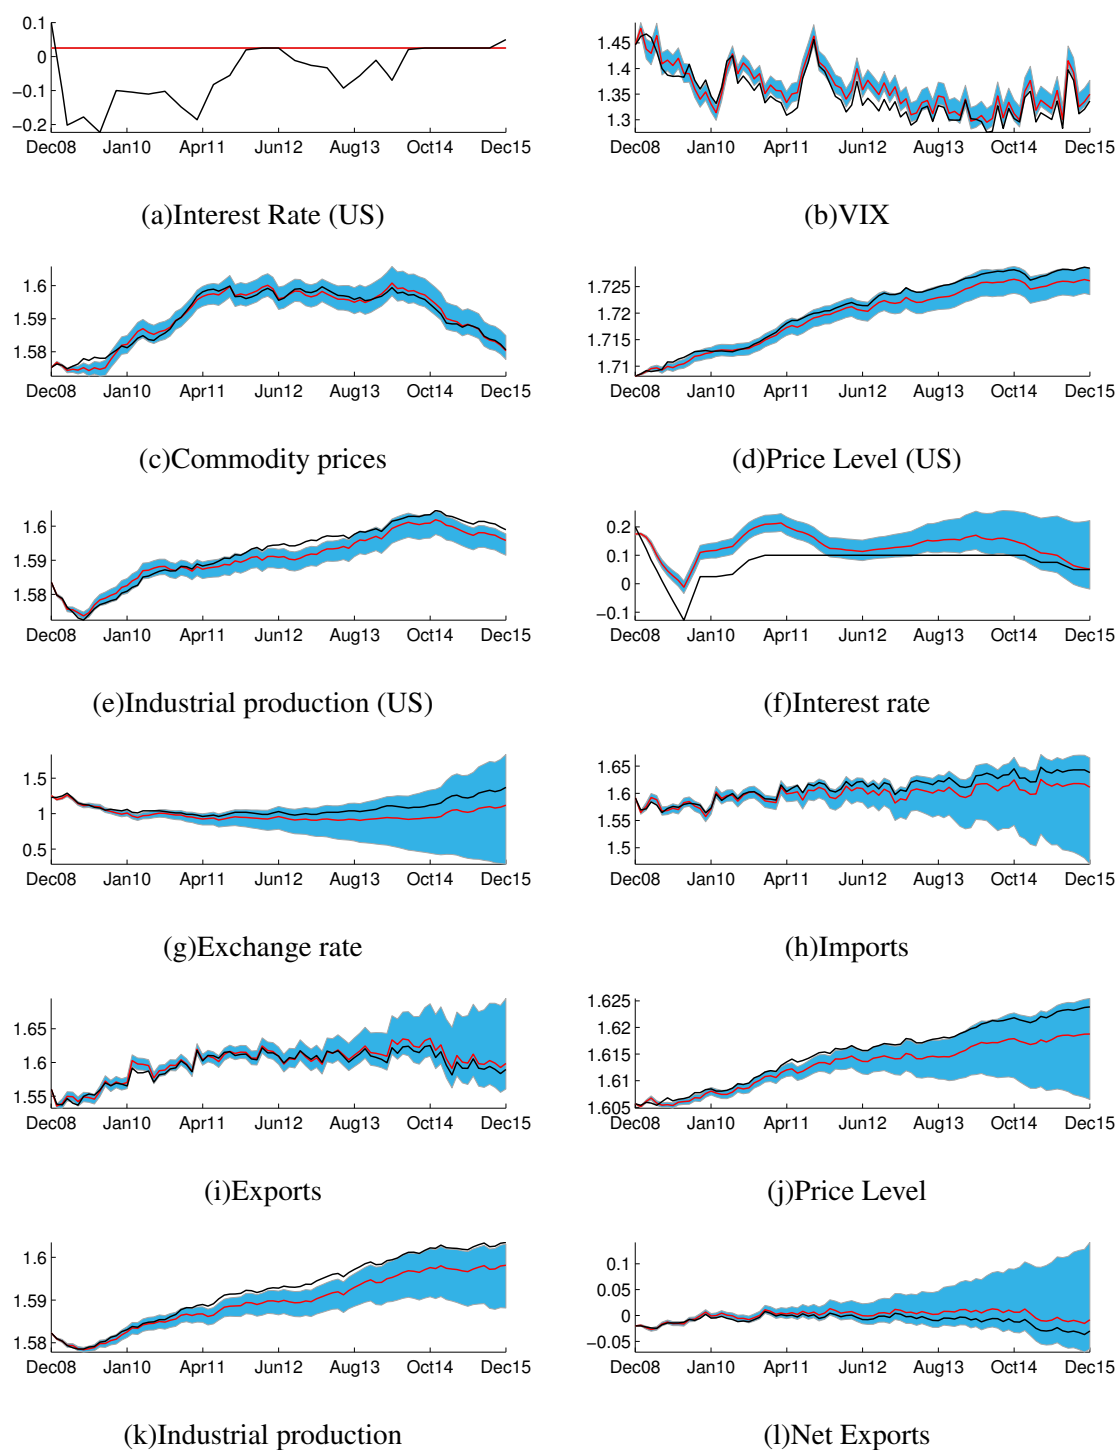 0.1
0
−0.1
−0.2
Dec08 Jan10 Apr11 Jun12 Aug13 Oct14 Dec15
(a)Interest Rate (US)
1.45
1.4
1.35
1.3
Dec08 Jan10 Apr11 Jun12 Aug13 Oct14 Dec15
(b)VIX
1.6
1.59
1.58
Dec08 Jan10 Apr11 Jun12 Aug13 Oct14 Dec15
(c)Commodity prices
1.725
1.72
1.715
1.71
Dec08 Jan10 Apr11 Jun12 Aug13 Oct14 Dec15
(d)Price Level (US)
1.6
1.59
1.58
Dec08 Jan10 Apr11 Jun12 Aug13 Oct14 Dec15
(e)Industrial production (US)
0.2
0.1
0
−0.1
Dec08 Jan10 Apr11 Jun12 Aug13 Oct14 Dec15
(f)Interest rate
1.5
1
0.5
Dec08 Jan10 Apr11 Jun12 Aug13 Oct14 Dec15
(g)Exchange rate
1.65
1.6
1.55
1.5
Dec08 Jan10 Apr11 Jun12 Aug13 Oct14 Dec15
(h)Imports
1.65
1.6
1.55
Dec08 Jan10 Apr11 Jun12 Aug13 Oct14 Dec15
(i)Exports
1.625
1.62
1.615
1.61
1.605
Dec08 Jan10 Apr11 Jun12 Aug13 Oct14 Dec15
(j)Price Level
1.6
1.59
1.58
Dec08 Jan10 Apr11 Jun12 Aug13 Oct14 Dec15
(k)Industrial production
0.1
0.05
0
−0.05
Dec08 Jan10 Apr11 Jun12 Aug13 Oct14 Dec15
(l)Net Exports